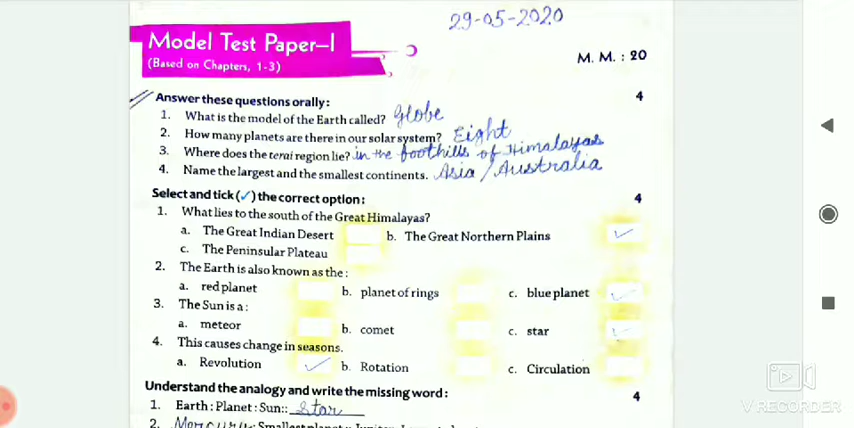 29-05-2020
Model Test Paper-I
(Based on Chapters, 1-3)
M. M. : 20
Answer these questions orally: 4
1. What is the model of the Earth called? Globe
2. How many planets are there in our solar system? Eight
3. Where does the terai region lie? in the foothills of Himalayas
4. Name the largest and the smallest continents. Asia / Australia
Select and tick (✓) the correct option: 4
1. What lies to the south of the Great Himalayas?
a. The Great Indian Desert b. The Great Northern Plains ✓
c. The Peninsular Plateau
2. The Earth is also known as the :
a. red planet b. planet of rings c. blue planet ✓
3. The Sun is a :
a. meteor b. comet c. star ✓
4. This causes change in seasons.
a. Revolution ✓ b. Rotation c. Circulation
Understand the analogy and write the missing word: 4
1. Earth : Planet : Sun:: Star
2. Mercury: Smallest planet
V RECORDER